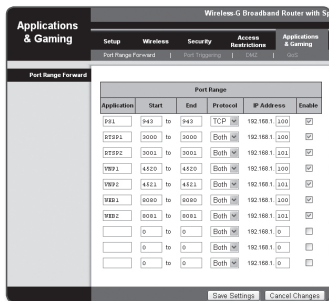 Wireless-G Broadband Router with Sp
Applications
& Gaming
Setup
Wireless
Security
Access
Restrictions
Applications
& Gaming
Port Range Forward | Port Triggering | DMZ | QoS
Port Range Forward
Port Range
Application Start End Protocol IP Address Enable
PS1 943 to 943 TCP 192.168.1. 100
RTSP1 3000 to 3000 Both 192.168.1. 100
RTSP2 3001 to 3001 Both 192.168.1. 101
VNP1 4520 to 4520 Both 192.168.1. 100
VNP2 4521 to 4521 Both 192.168.1. 101
WEB1 8080 to 8080 Both 192.168.1. 100
WEB2 8081 to 8081 Both 192.168.1. 101
0 to 0 Both 192.168.1. 0
0 to 0 Both 192.168.1. 0
0 to 0 Both 192.168.1. 0
Save Settings Cancel Changes